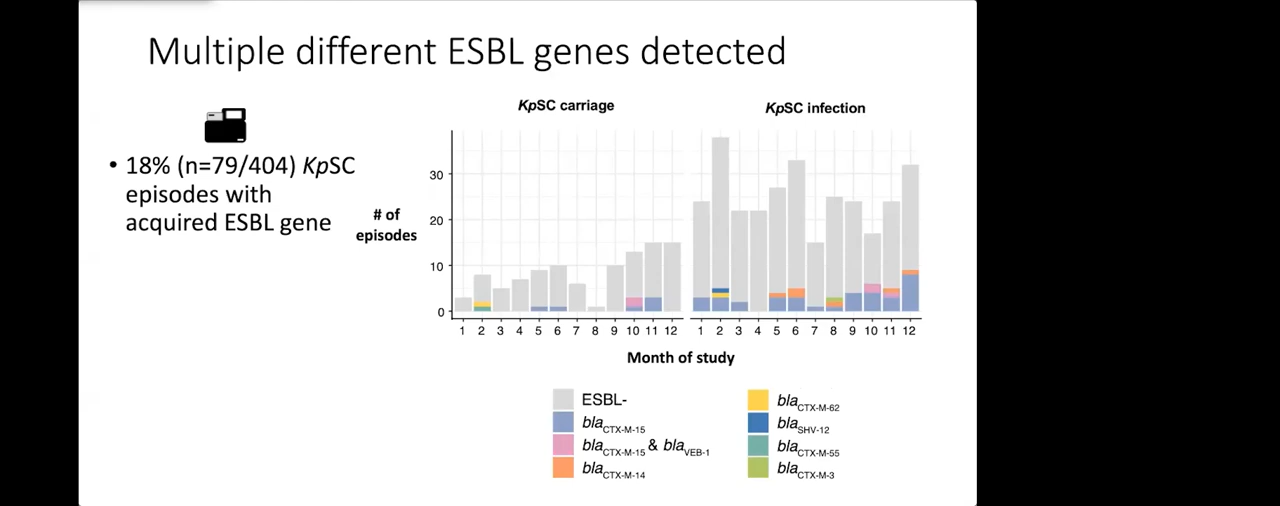 Multiple different ESBL genes detected
• 18% (n=79/404) KpSC
episodes with
acquired ESBL gene
# of
episodes
KpSC carriage
KpSC infection
30
20
10
0
1 2 3 4 5 6 7 8 9 10 11 12
1 2 3 4 5 6 7 8 9 10 11 12
Month of study
ESBL-
blaCTX-M-15
blaCTX-M-15 & blaVEB-1
blaCTX-M-14
blaCTX-M-62
blaSHV-12
blaCTX-M-55
blaCTX-M-3